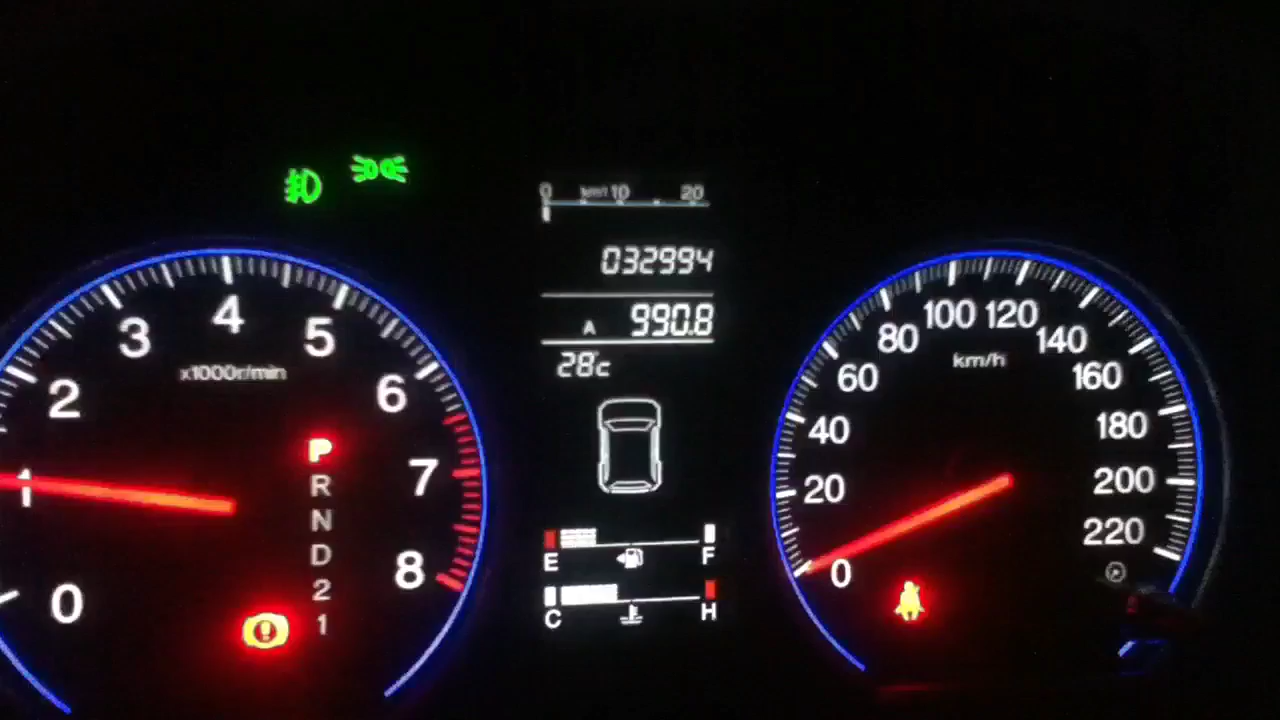 0 10 20
032994
A 990.8
28°c
E F
C H
0 1 2 3 4 5 6 7 8
x1000r/min
P
R
N
D
2
1
0 20 40 60 80 100 120 140 160 180 200 220
km/h